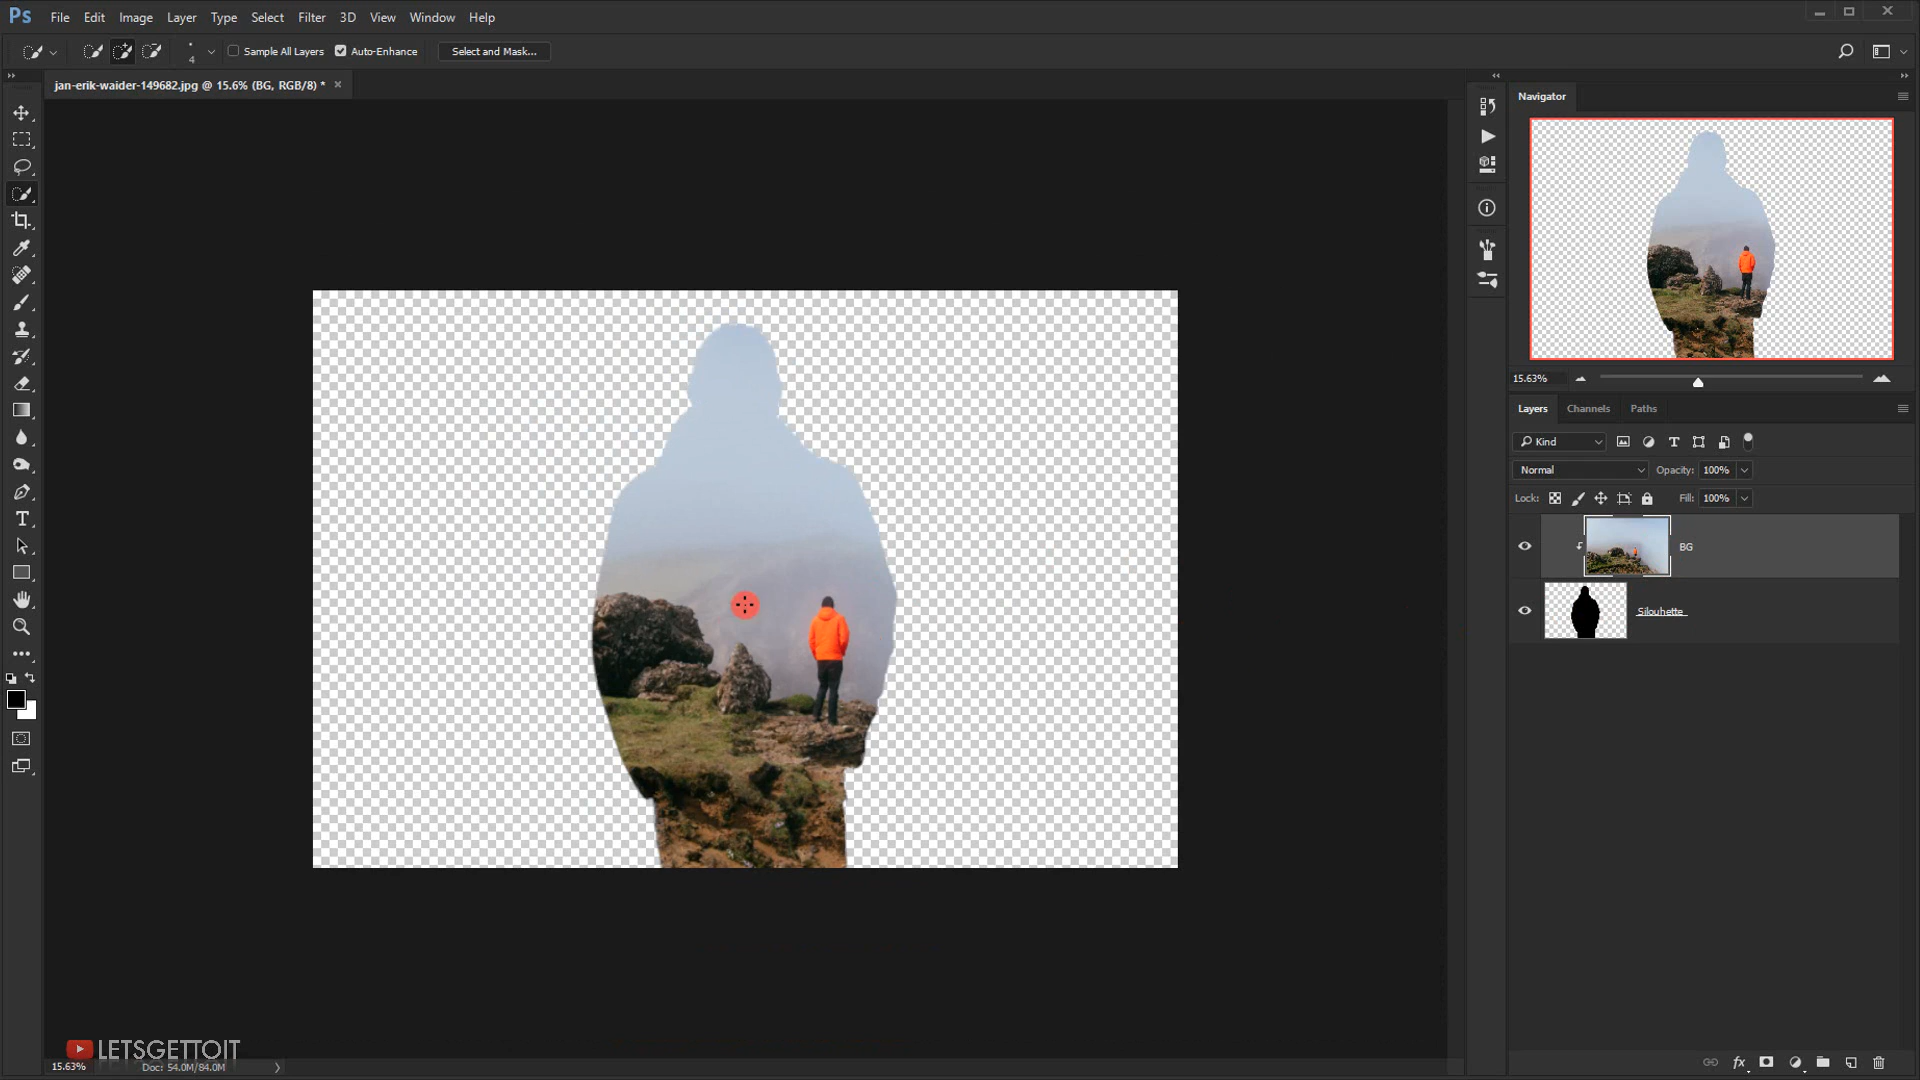 Ps File Edit Image Layer Type Select Filter 3D View Window Help
4 Sample All Layers Auto-Enhance Select and Mask...
jan-erik-waider-149682.jpg @ 15.6% (BG, RGB/8) * ×
Navigator
15.63%
Layers Channels Paths
Kind
Normal Opacity: 100%
Lock: Fill: 100%
BG
Silouhette
LETSGETTOIT
15.63% Doc: 54.0M/84.0M
fx